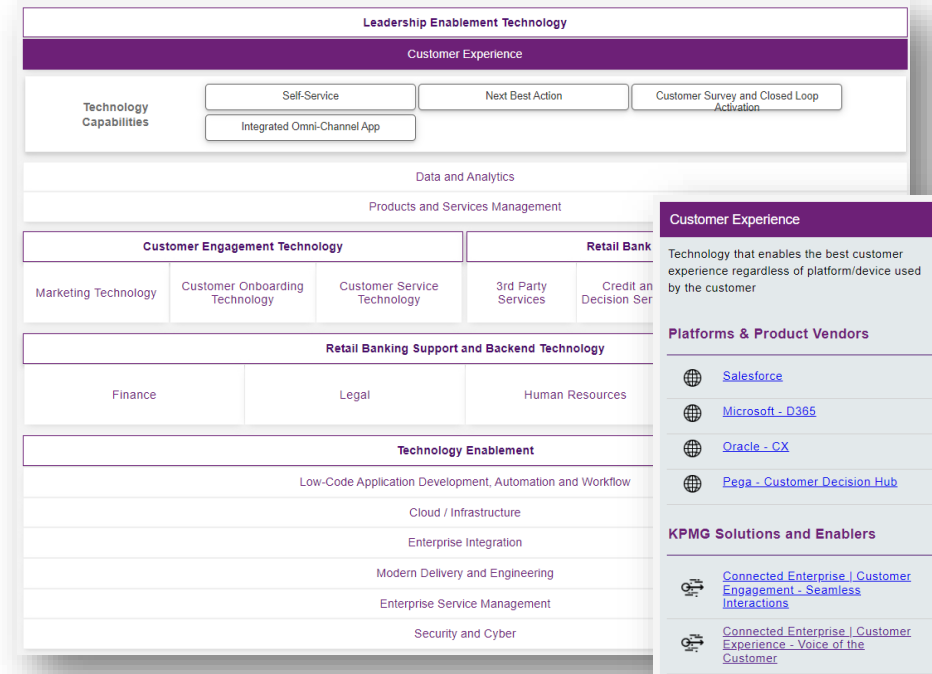 Leadership Enablement Technology
Customer Experience
Technology
Capabilities
Self-Service
Next Best Action
Customer Survey and Closed Loop
Activation
Integrated Omni-Channel App
Data and Analytics
Products and Services Management
Customer Engagement Technology
Retail Bank
Marketing Technology
Customer Onboarding
Technology
Customer Service
Technology
3rd Party
Services
Credit an
Decision Ser
Retail Banking Support and Backend Technology
Finance
Legal
Human Resources
Technology Enablement
Low-Code Application Development, Automation and Workflow
Cloud / Infrastructure
Enterprise Integration
Modern Delivery and Engineering
Enterprise Service Management
Security and Cyber
Customer Experience
Technology that enables the best customer
experience regardless of platform/device used
by the customer
Platforms & Product Vendors
Salesforce
Microsoft - D365
Oracle - CX
Pega - Customer Decision Hub
KPMG Solutions and Enablers
Connected Enterprise | Customer
Engagement - Seamless
Interactions
Connected Enterprise | Customer
Experience - Voice of the
Customer